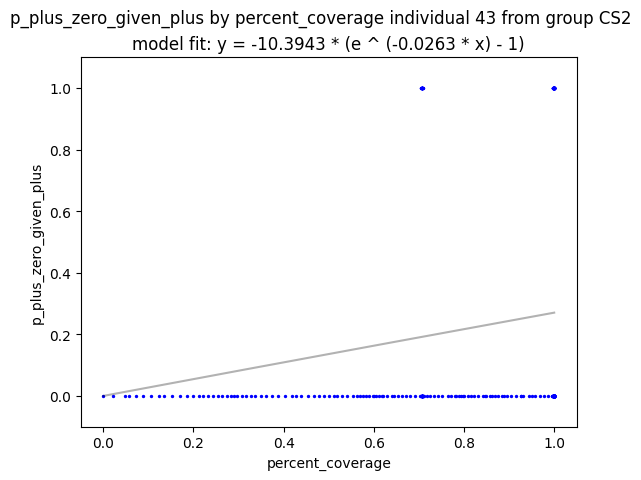 p_plus_zero_given_plus by percent_coverage individual 43 from group CS2
model fit: y = -10.3943 * (e ^ (-0.0263 * x) - 1)
1.0
0.8
0.6
0.4
0.2
0.0
p_plus_zero_given_plus
0.0 0.2 0.4 0.6 0.8 1.0
percent_coverage